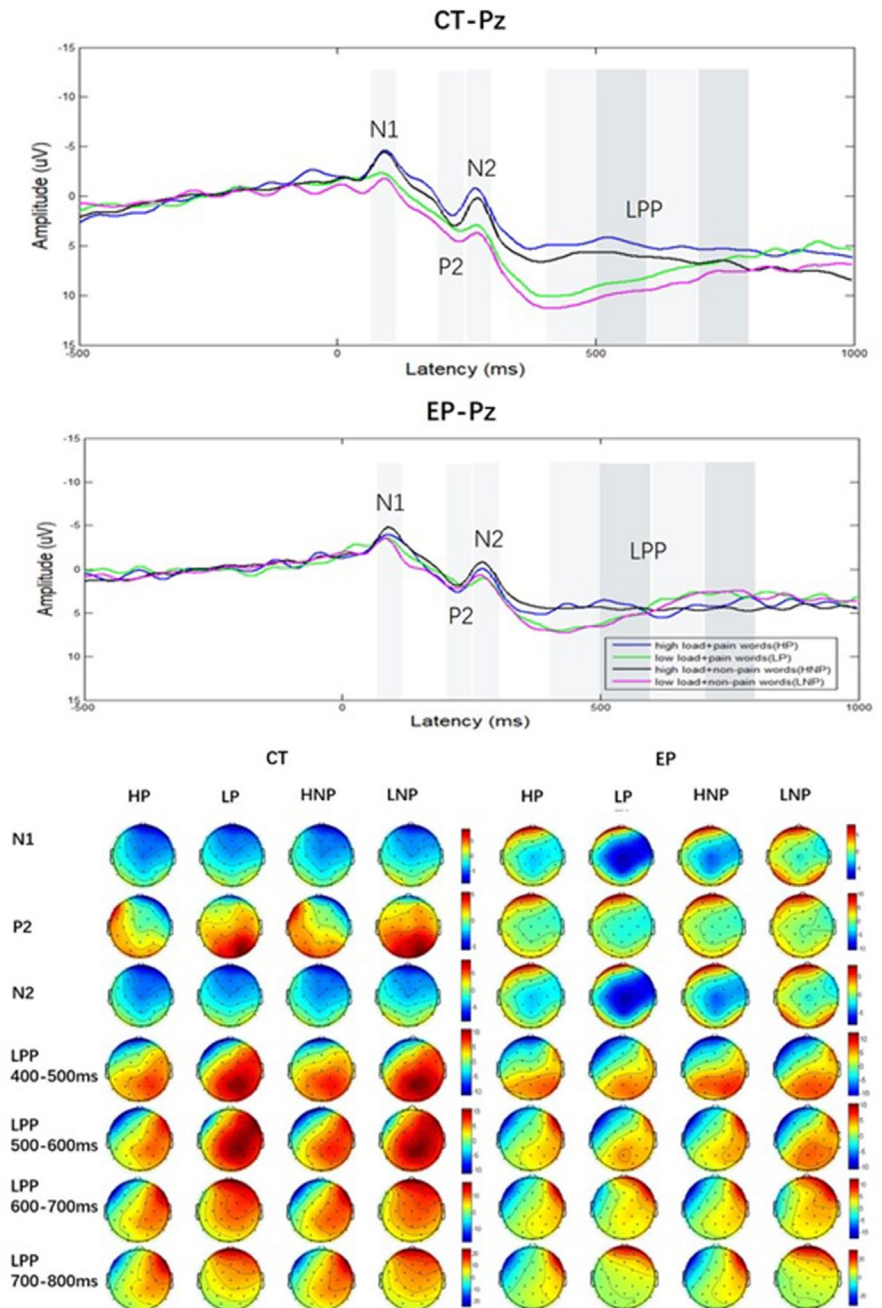 CT-Pz
-15
-10
-5
0
5
10
15
Amplitude (uV)
N1
P2
N2
LPP
-500
0
500
1000
Latency (ms)
EP-Pz
-15
-10
-5
0
5
10
15
Amplitude (uV)
N1
P2
N2
LPP
high load+pain words(HP)
low load+pain words(LP)
high load+non-pain words(HNP)
low load+non-pain words(LNP)
-500
0
500
1000
Latency (ms)
CT EP
HP LP HNP LNP HP LP HNP LNP
N1
P2
N2
LPP
400-500ms
LPP
500-600ms
LPP
600-700ms
LPP
700-800ms